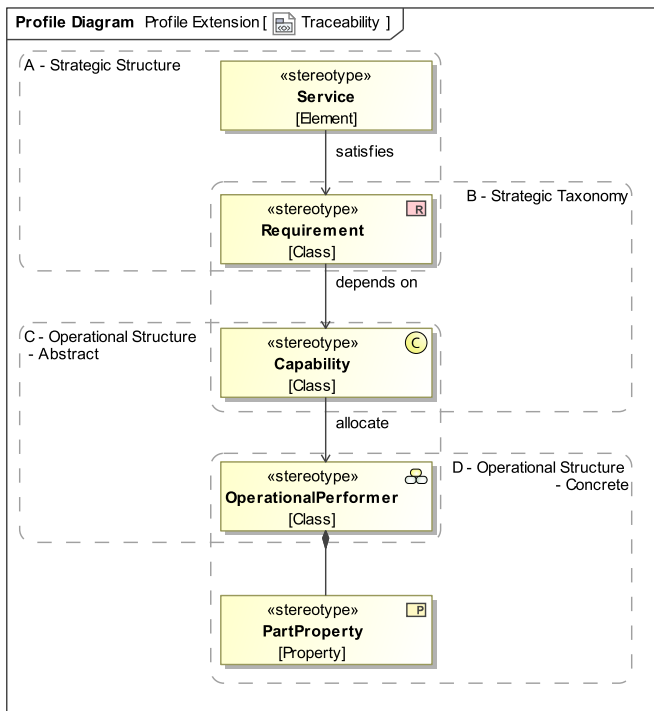 Profile Diagram Profile Extension [ Traceability ]
A - Strategic Structure
«stereotype»
Service
[Element]
satisfies
B - Strategic Taxonomy
«stereotype»
R
Requirement
[Class]
depends on
C - Operational Structure
- Abstract
«stereotype»
C
Capability
[Class]
allocate
D - Operational Structure
- Concrete
«stereotype»
OperationalPerformer
[Class]
«stereotype»
P
PartProperty
[Property]